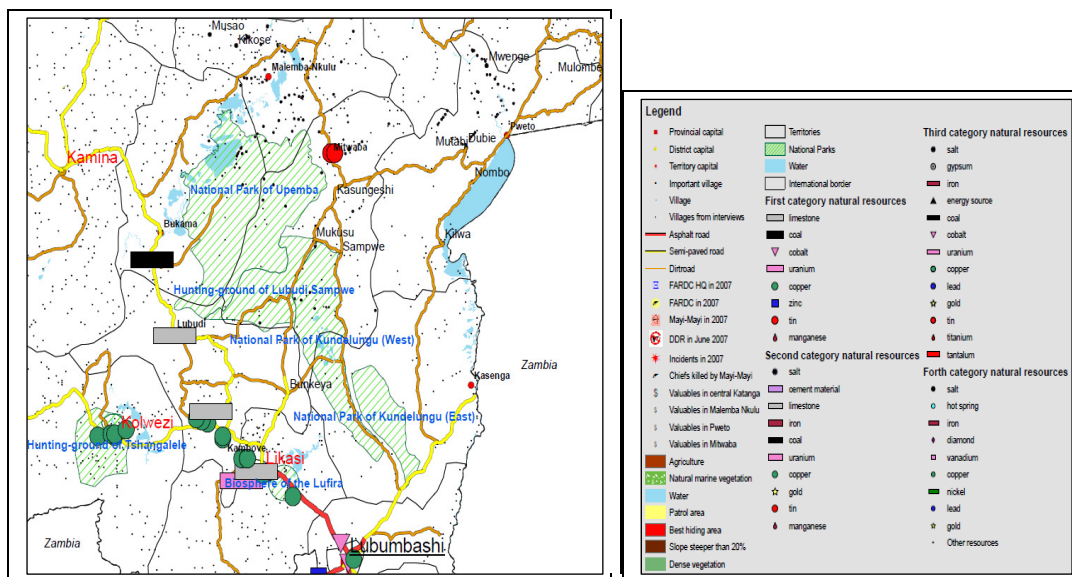 Musao
Kikose
Malemba-Nkulu
Mwenge
Mulombe
Pweto
Dubie
Mutabi
Mitwaba
Kamina
Nombo
National Park of Upemba
Kasungeshi
Bukama
Mukusu
Sampwe
Kilwa
Hunting-ground of Lubudi Sampwe
Lubudi
National Park of Kundelungu (West)
Zambia
Kasenga
Bunkeya
National Park of Kundelungu (East)
Kolwezi
Hunting-ground of Tshangalele
Kambove
Likasi
Biosphere of the Lufira
Zambia
Lubumbashi
Legend
Provincial capital
District capital
Territory capital
Important village
Village
Villages from interviews
Asphalt road
Semi-paved road
Dirtroad
FARDC HQ in 2007
FARDC in 2007
Mayi-Mayi in 2007
DDR in June 2007
Incidents in 2007
Chiefs killed by Mayi-Mayi
Valuables in central Katanga
Valuables in Malemba Nkulu
Valuables in Pweto
Valuables in Mitwaba
Agriculture
Natural marine vegetation
Water
Patrol area
Best hiding area
Slope steeper than 20%
Dense vegetation
Territories
National Parks
Water
International border
First category natural resources
limestone
coal
cobalt
uranium
copper
zinc
tin
manganese
Second category natural resources
salt
cement material
limestone
iron
coal
uranium
copper
gold
tin
manganese
Third category natural resources
salt
gypsum
iron
energy source
coal
cobalt
uranium
copper
lead
gold
tin
titanium
tantalum
Forth category natural resources
salt
hot spring
iron
diamond
vanadium
copper
nickel
lead
gold
Other resources